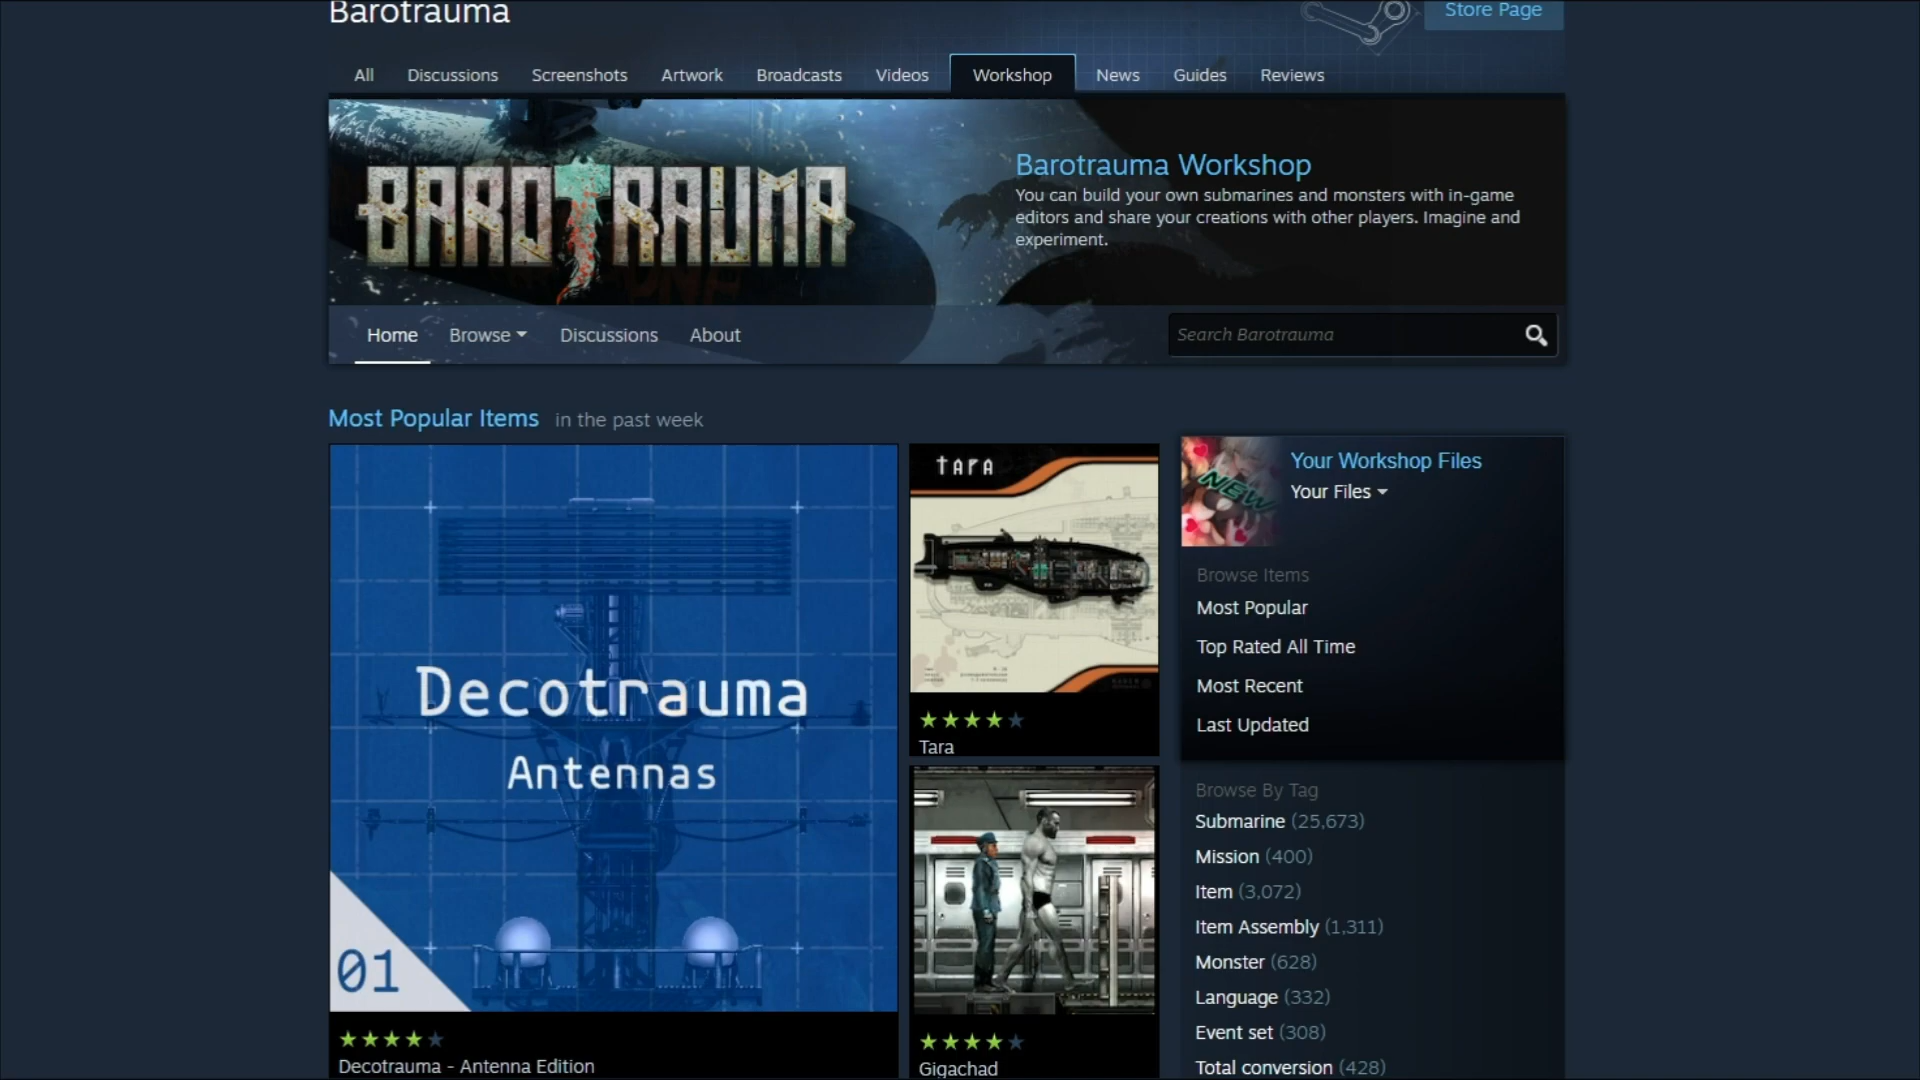 Barotrauma
Store Page
All Discussions Screenshots Artwork Broadcasts Videos Workshop News Guides Reviews
BAROTRAUMA
Barotrauma Workshop
You can build your own submarines and monsters with in-game
editors and share your creations with other players. Imagine and
experiment.
Home Browse Discussions About
Search Barotrauma
Most Popular Items in the past week
Decotrauma
Antennas
01
Decotrauma - Antenna Edition
TARA
Tara
Gigachad
NEW
Your Workshop Files
Your Files
Browse Items
Most Popular
Top Rated All Time
Most Recent
Last Updated
Browse By Tag
Submarine (25,673)
Mission (400)
Item (3,072)
Item Assembly (1,311)
Monster (628)
Language (332)
Event set (308)
Total conversion (428)